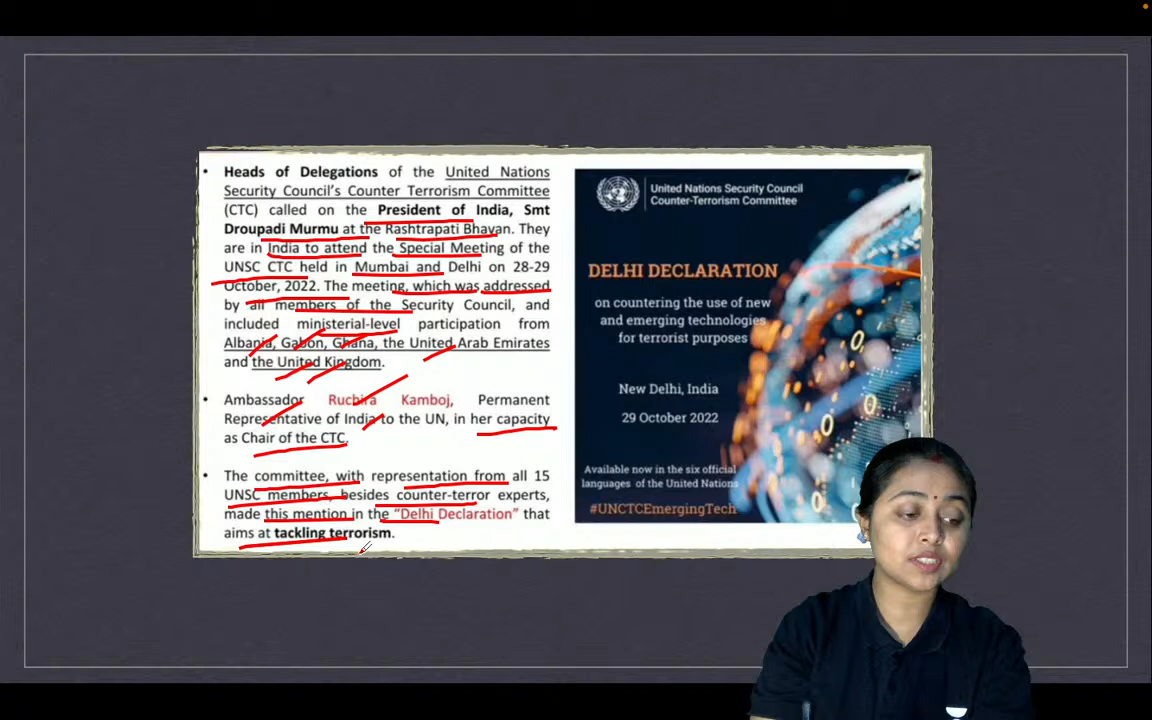 Heads of Delegations of the United Nations
Security Council's Counter Terrorism Committee
(CTC) called on the President of India, Smt
Droupadi Murmu at the Rashtrapati Bhavan. They
are in India to attend the Special Meeting of the
UNSC CTC held in Mumbai and Delhi on 28-29
October, 2022. The meeting, which was addressed
by all members of the Security Council, and
included ministerial-level participation from
Albania, Gabon, Ghana, the United Arab Emirates
and the United Kingdom.
Ambassador Ruchira Kamboj, Permanent
Representative of India to the UN, in her capacity
as Chair of the CTC.
The committee, with representation from all 15
UNSC members, besides counter-terror experts,
made this mention in the "Delhi Declaration" that
aims at tackling terrorism.
United Nations Security Council
Counter-Terrorism Committee
DELHI DECLARATION
on countering the use of new
and emerging technologies
for terrorist purposes
New Delhi, India
29 October 2022
Available now in the six official
languages of the United Nations
#UNCTCEmergingTech